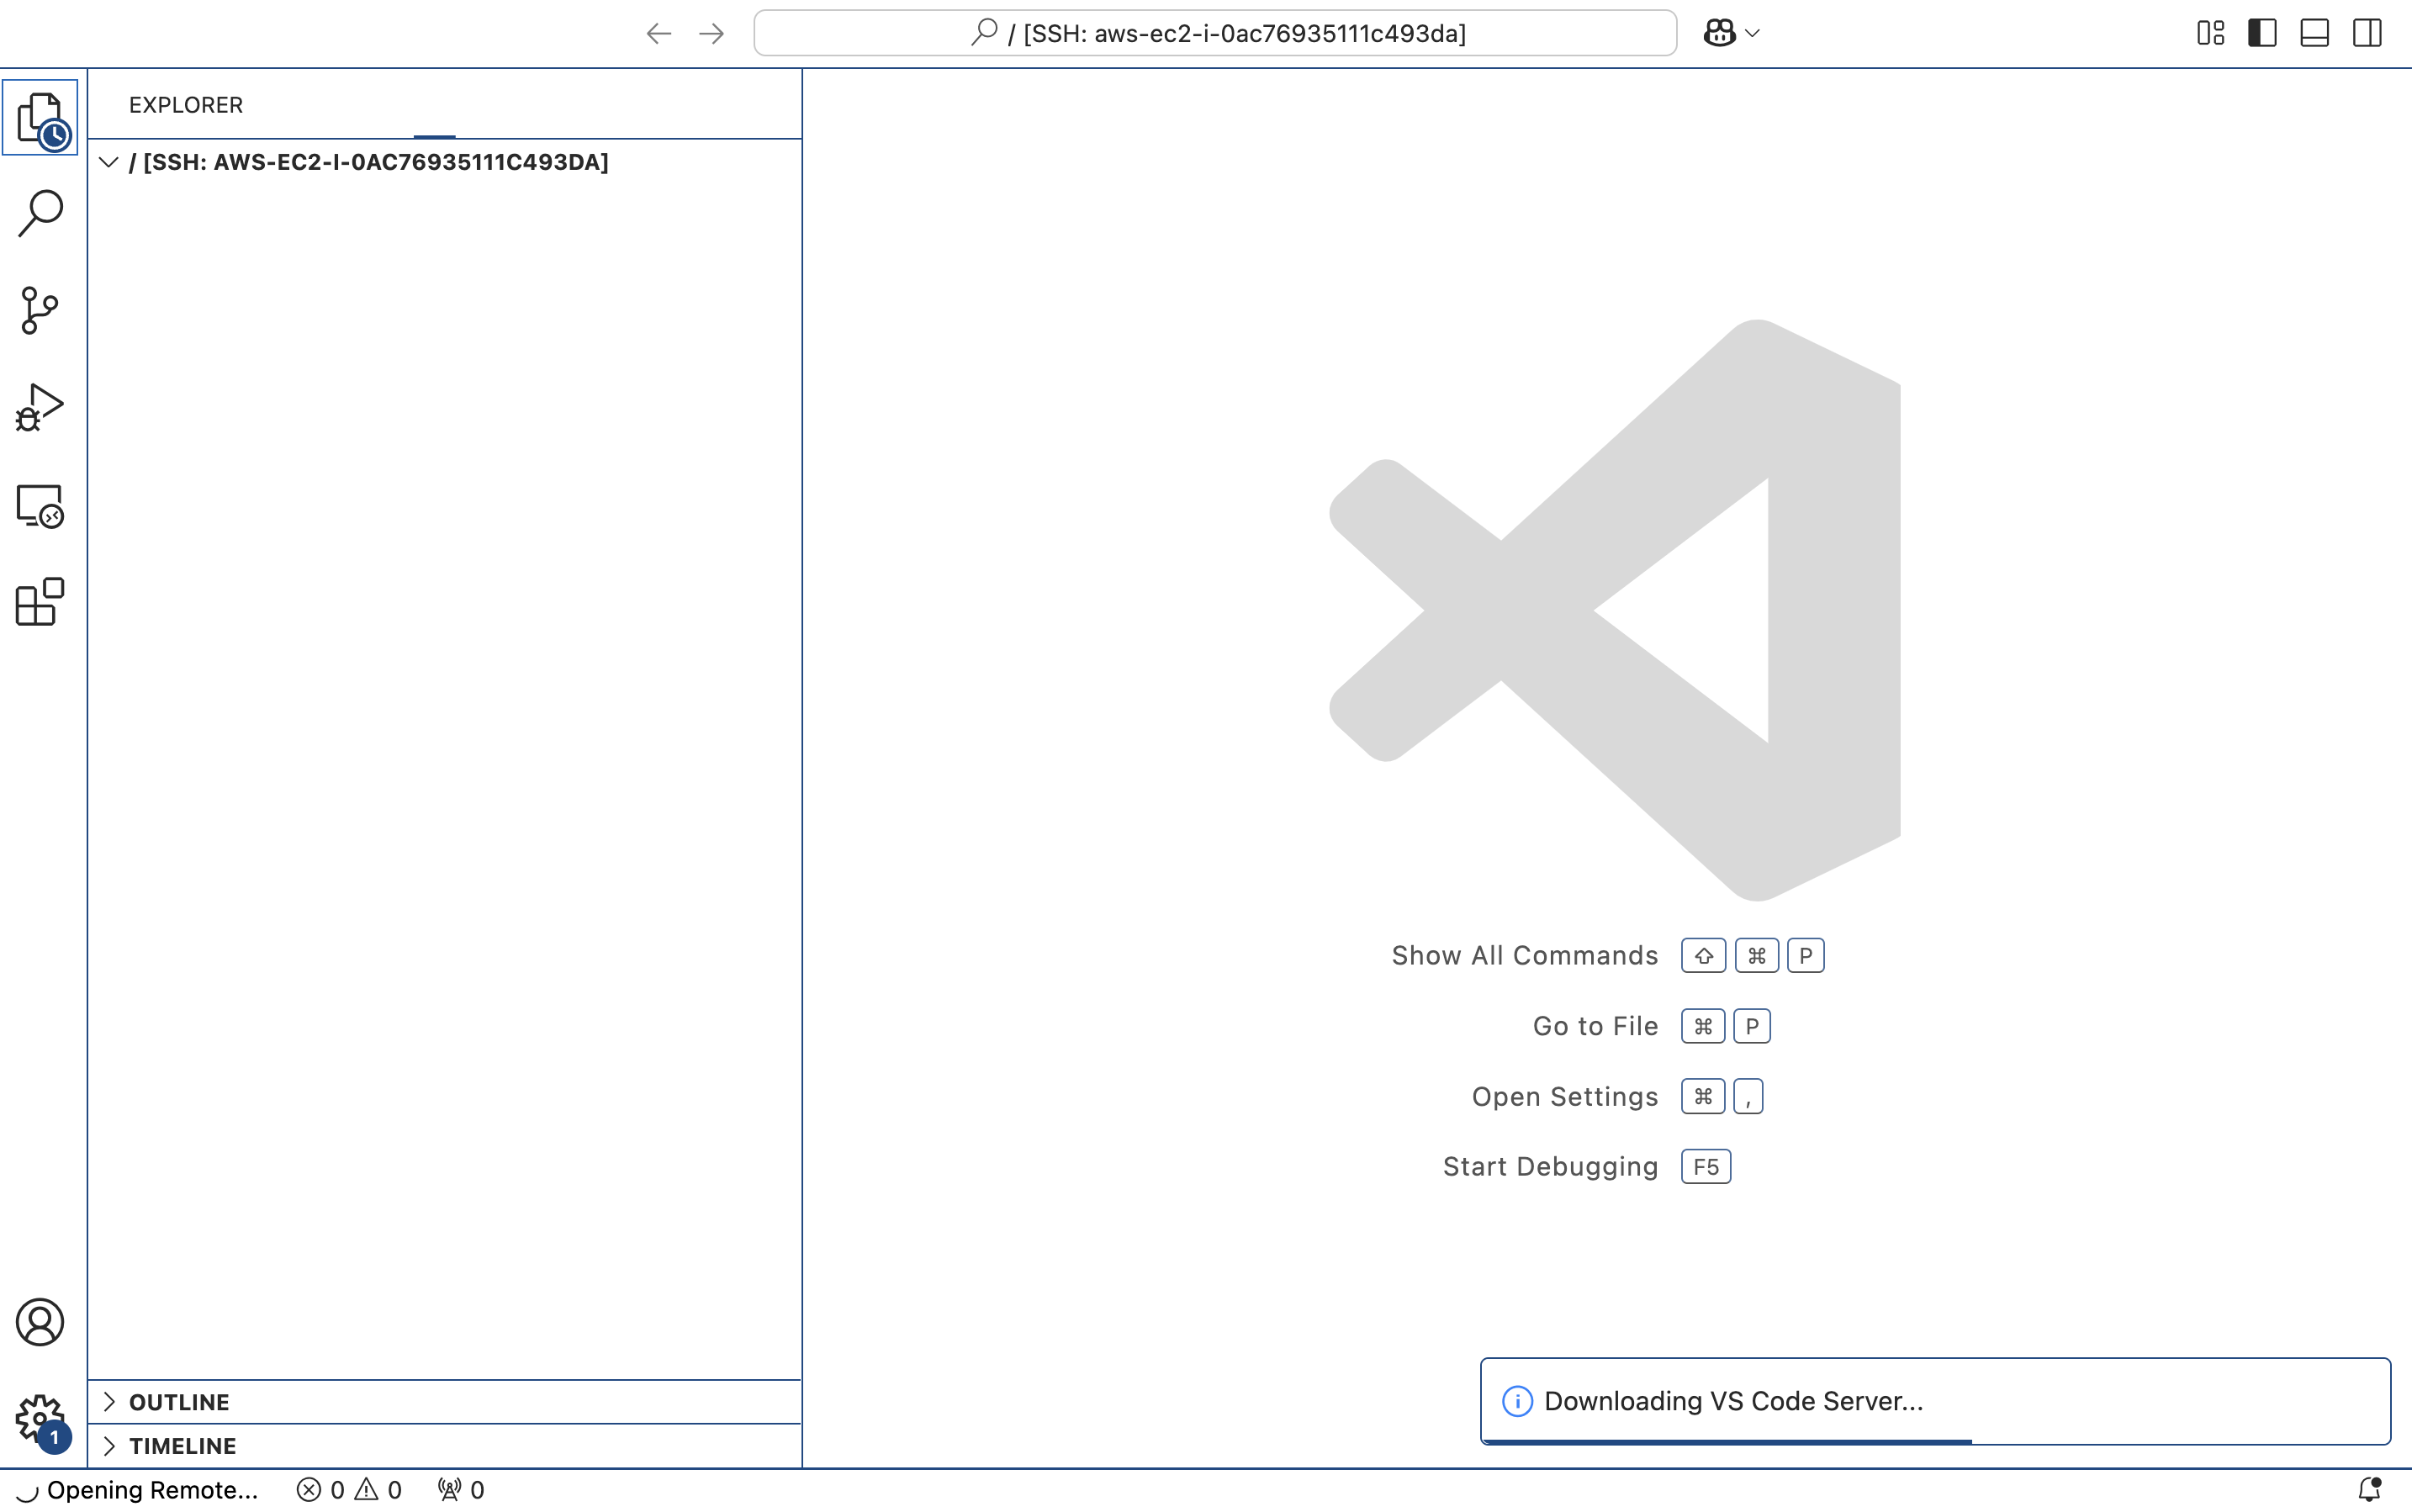 / [SSH: aws-ec2-i-0ac76935111c493da]
EXPLORER
/ [SSH: AWS-EC2-I-0AC76935111C493DA]
Show All Commands ⇧ ⌘ P
Go to File ⌘ P
Open Settings ⌘ ,
Start Debugging F5
OUTLINE
TIMELINE
1
Downloading VS Code Server...
Opening Remote... 0 0 0